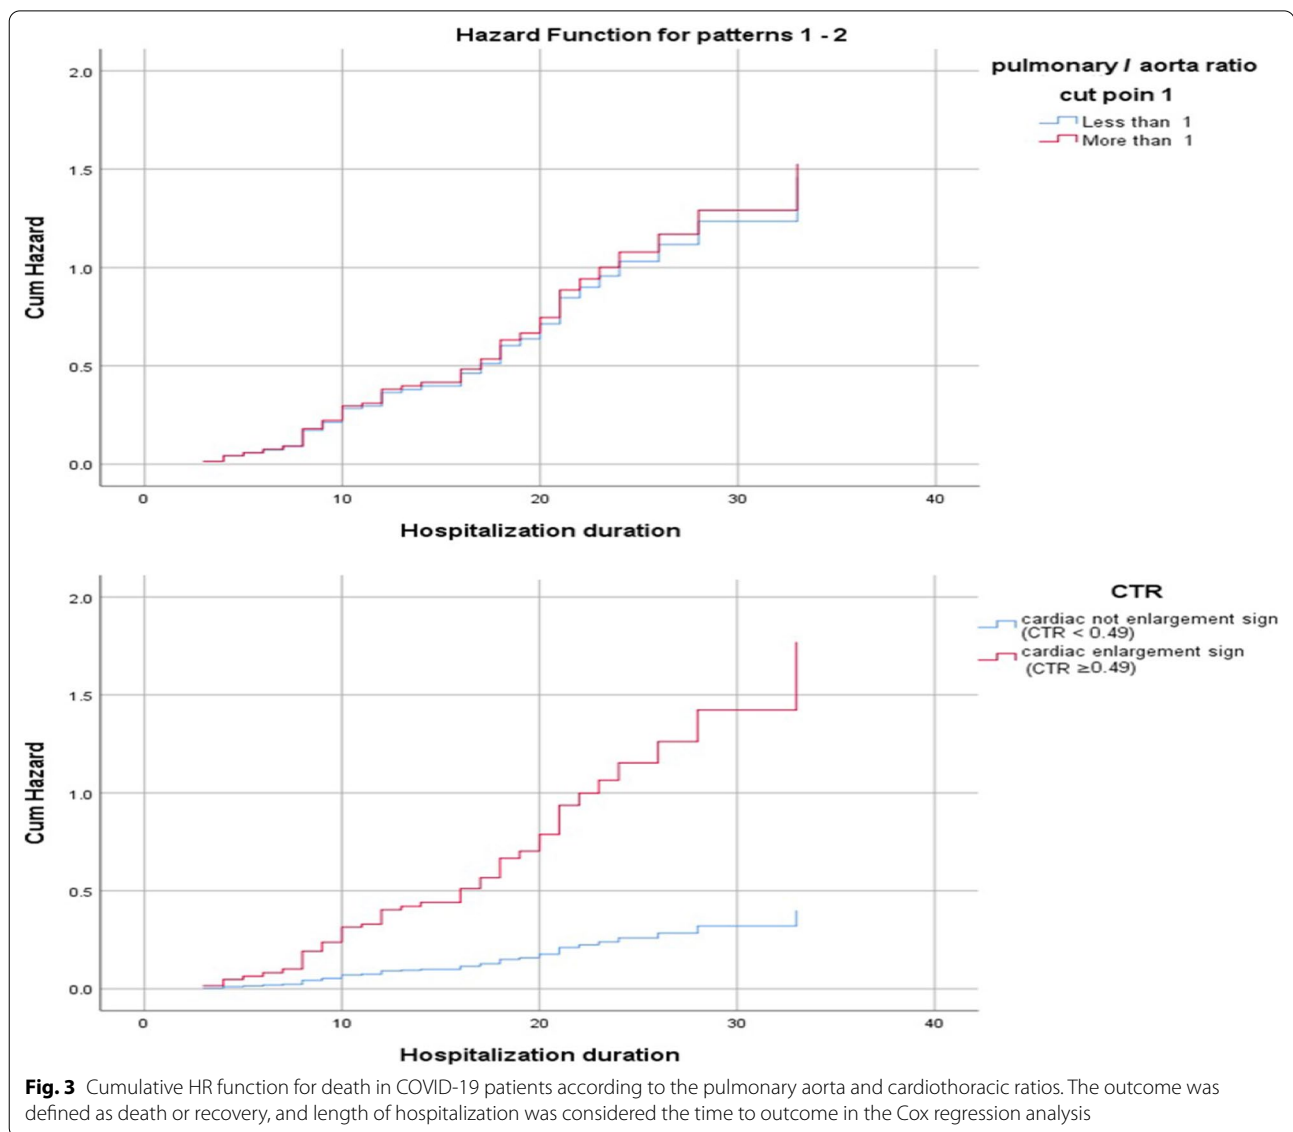 Hazard Function for patterns 1 - 2
pulmonary / aorta ratio
cut poin 1
Less than 1
More than 1
Cum Hazard
2.0
1.5
1.0
0.5
0.0
0 10 20 30 40
Hospitalization duration
CTR
cardiac not enlargement sign
(CTR < 0.49)
cardiac enlargement sign
(CTR ≥0.49)
Cum Hazard
2.0
1.5
1.0
0.5
0.0
0 10 20 30 40
Hospitalization duration
Fig. 3 Cumulative HR function for death in COVID-19 patients according to the pulmonary aorta and cardiothoracic ratios. The outcome was
defined as death or recovery, and length of hospitalization was considered the time to outcome in the Cox regression analysis